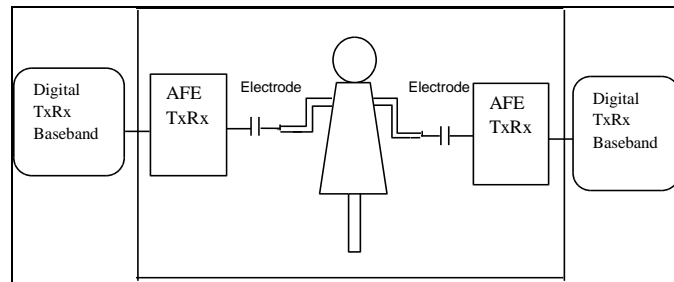 Digital
TxRx
Baseband
AFE
TxRx
Electrode
Electrode
AFE
TxRx
Digital
TxRx
Baseband